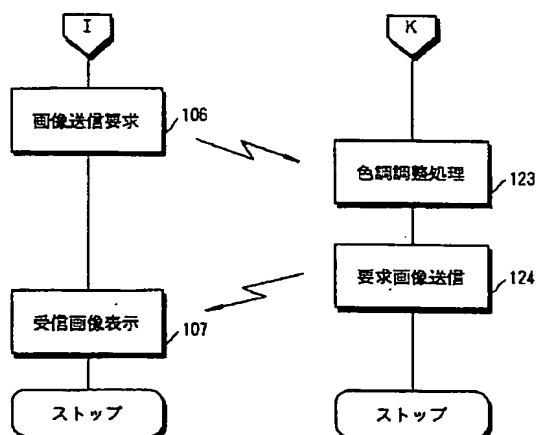 I
K
画像送信要求
106
色調調整処理
123
要求画像送信
124
受信画像表示
107
ストップ
ストップ